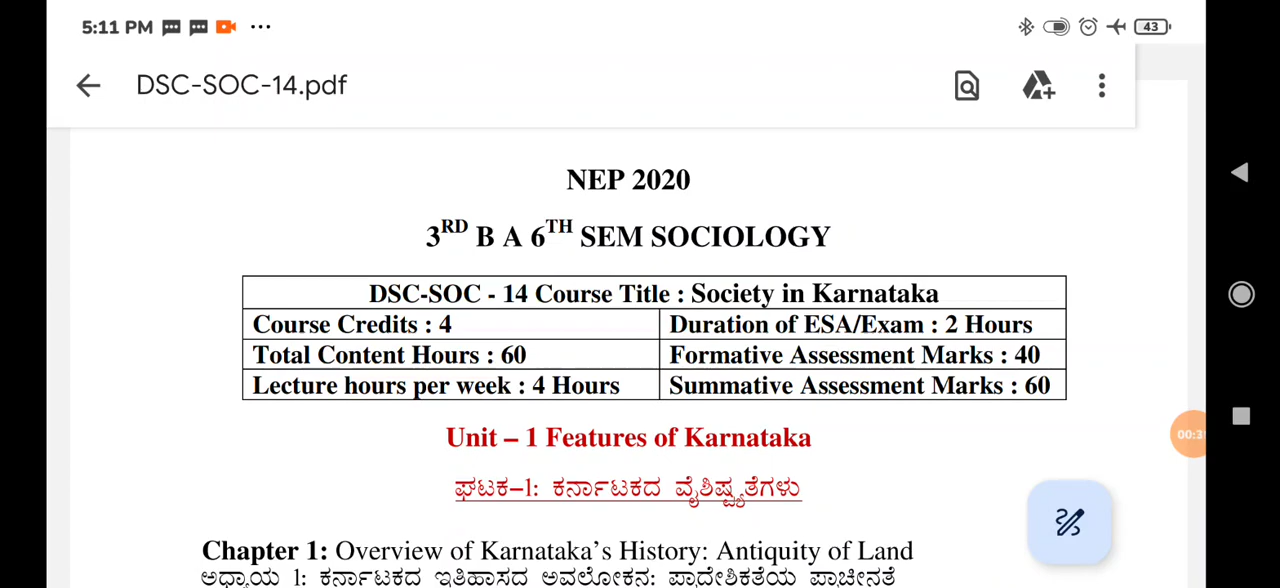 5:11 PM
43
DSC-SOC-14.pdf
NEP 2020
3RD B A 6TH SEM SOCIOLOGY
DSC-SOC - 14 Course Title : Society in Karnataka
Course Credits : 4 Duration of ESA/Exam : 2 Hours
Total Content Hours : 60 Formative Assessment Marks : 40
Lecture hours per week : 4 Hours Summative Assessment Marks : 60
Unit – 1 Features of Karnataka
ಘಟಕ–1: ಕರ್ನಾಟಕದ ವೈಶಿಷ್ಟ್ಯತೆಗಳು
Chapter 1: Overview of Karnataka's History: Antiquity of Land
ಅಧ್ಯಾಯ 1: ಕರ್ನಾಟಕದ ಇತಿಹಾಸದ ಅವಲೋಕನ: ಪ್ರಾದೇಶಿಕತೆಯ ಪ್ರಾಚೀನತೆ